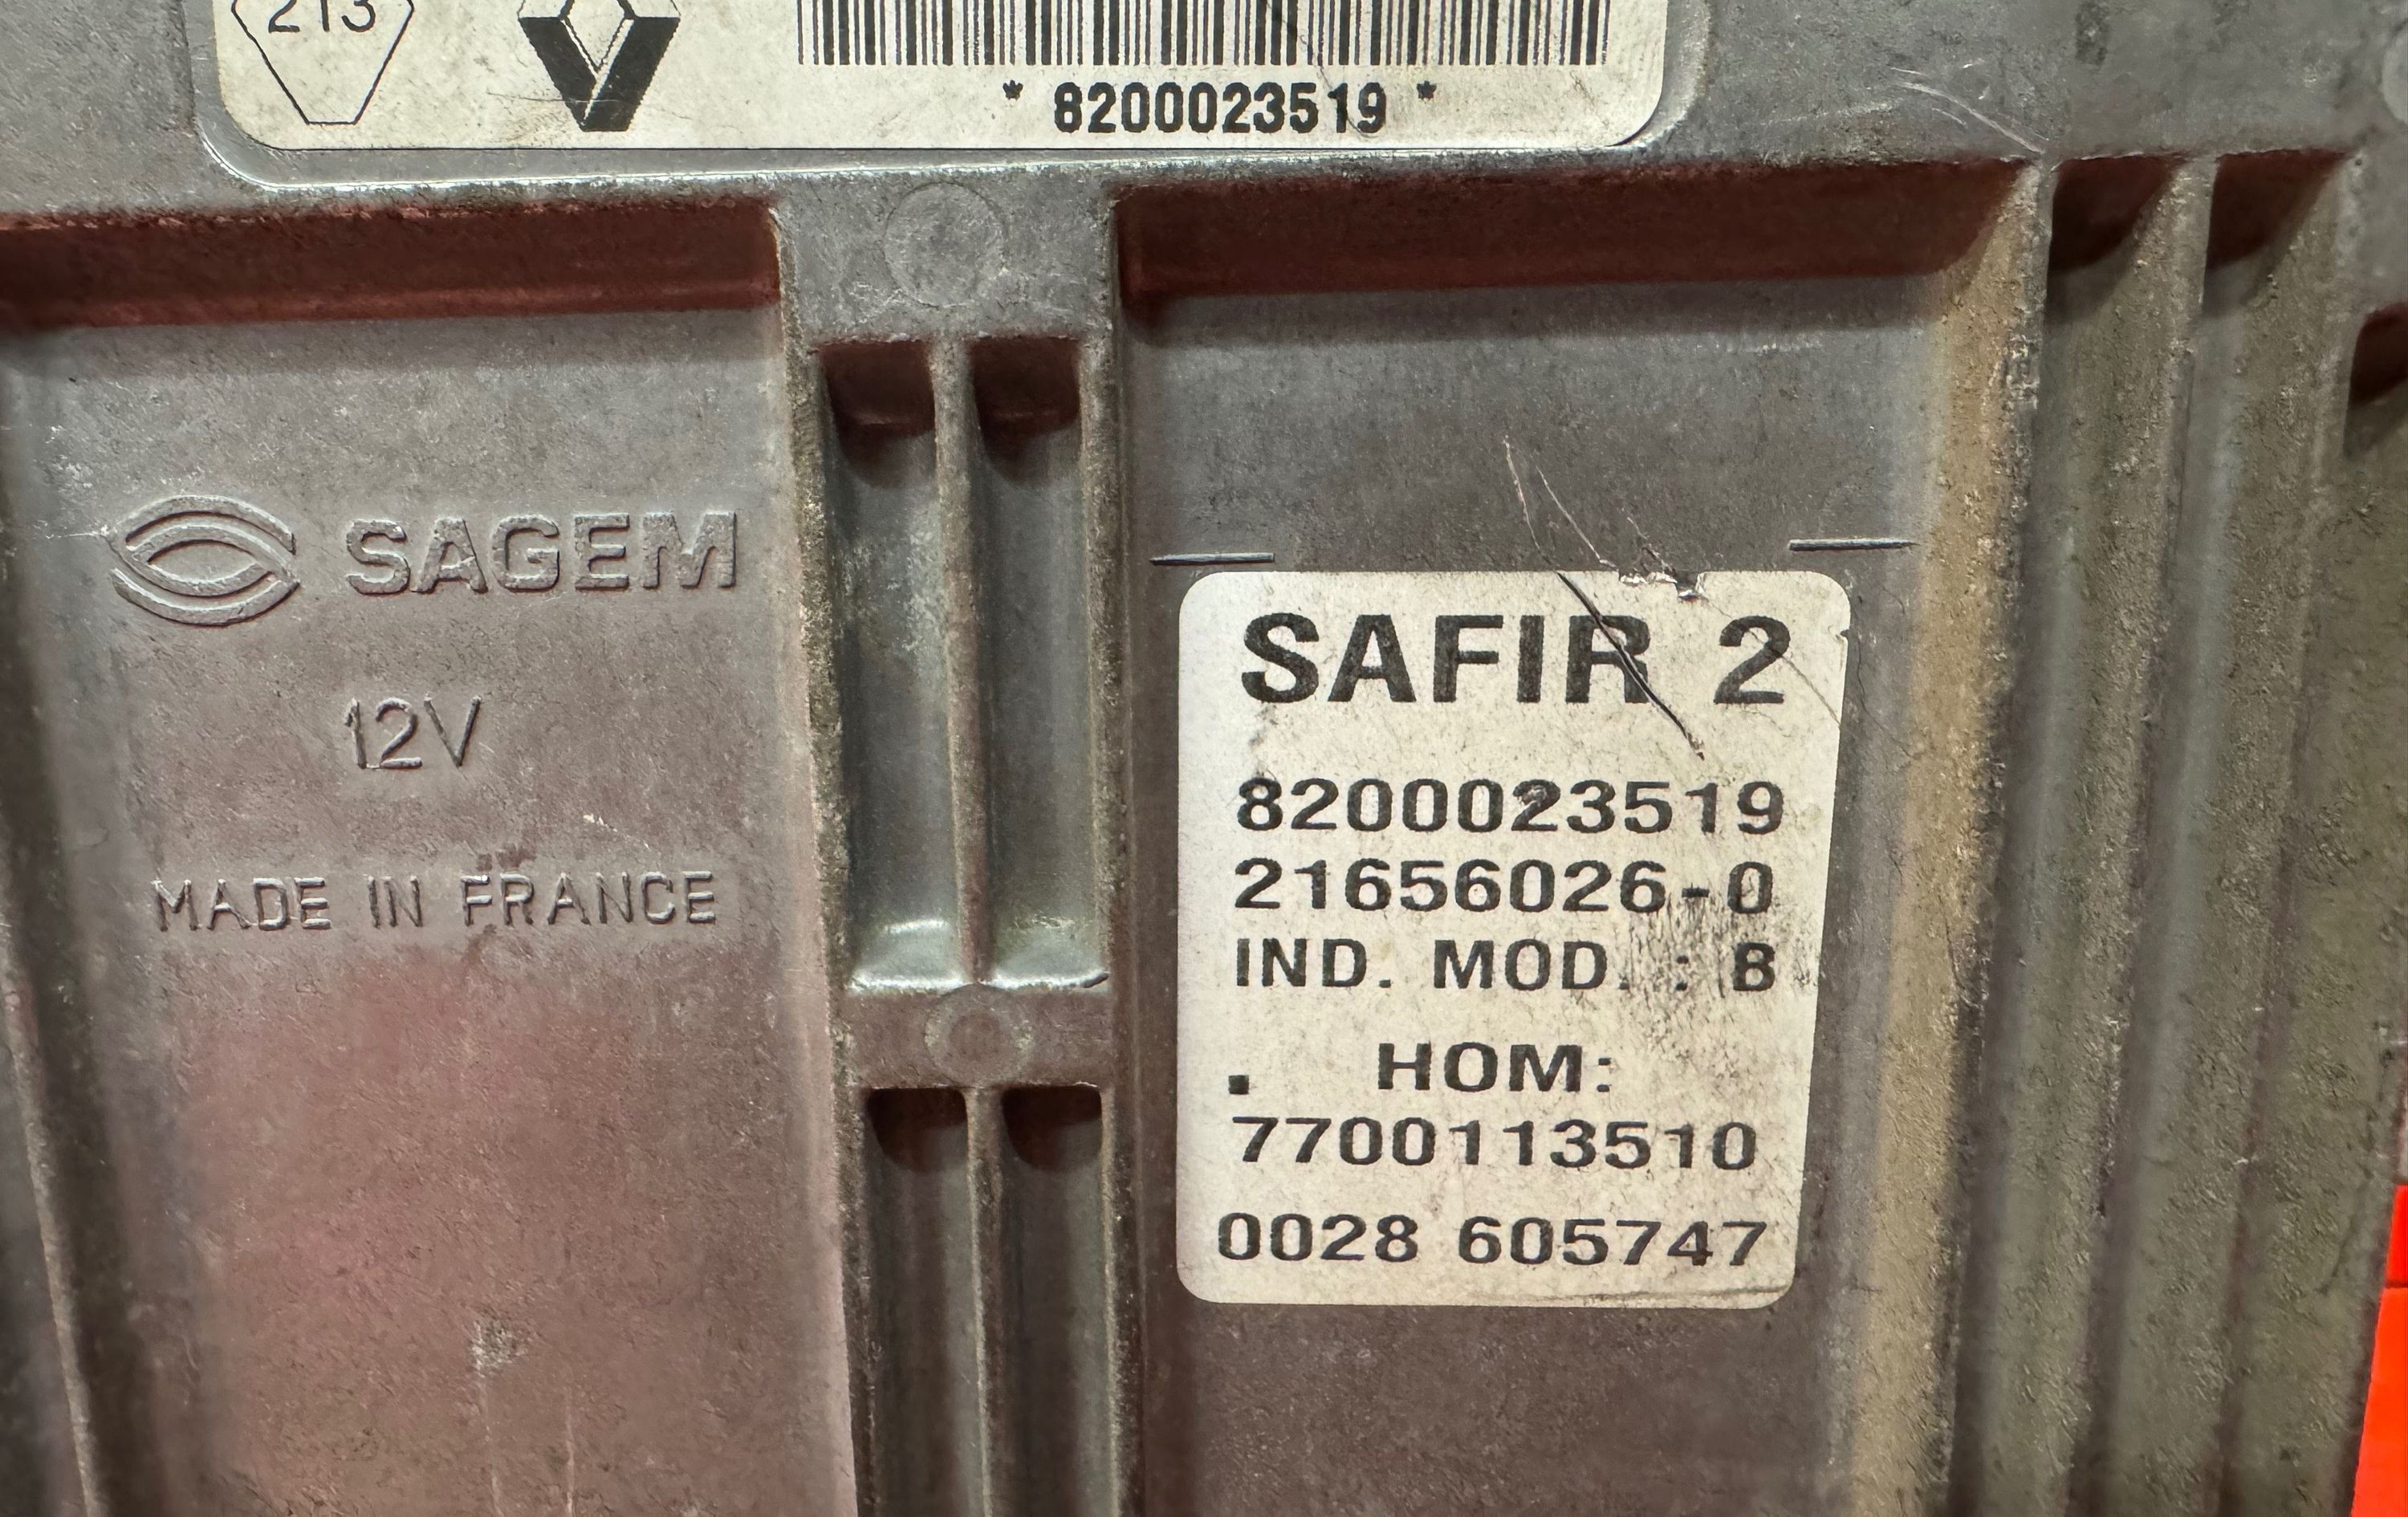 213
* 8200023519 *
SAGEM
12V
MADE IN FRANCE
SAFIR 2
8200023519
21656026-0
IND. MOD. : B
. HOM:
7700113510
0028 605747